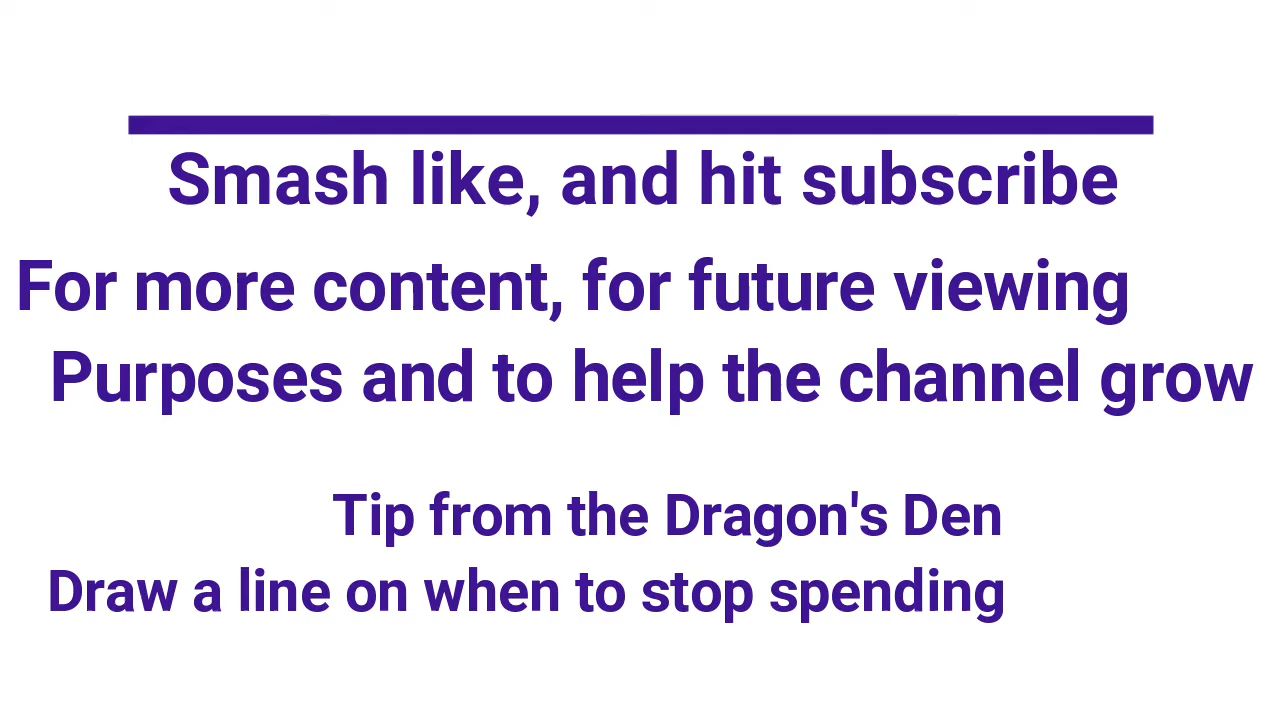 Smash like, and hit subscribe
For more content, for future viewing
Purposes and to help the channel grow
Tip from the Dragon's Den
Draw a line on when to stop spending